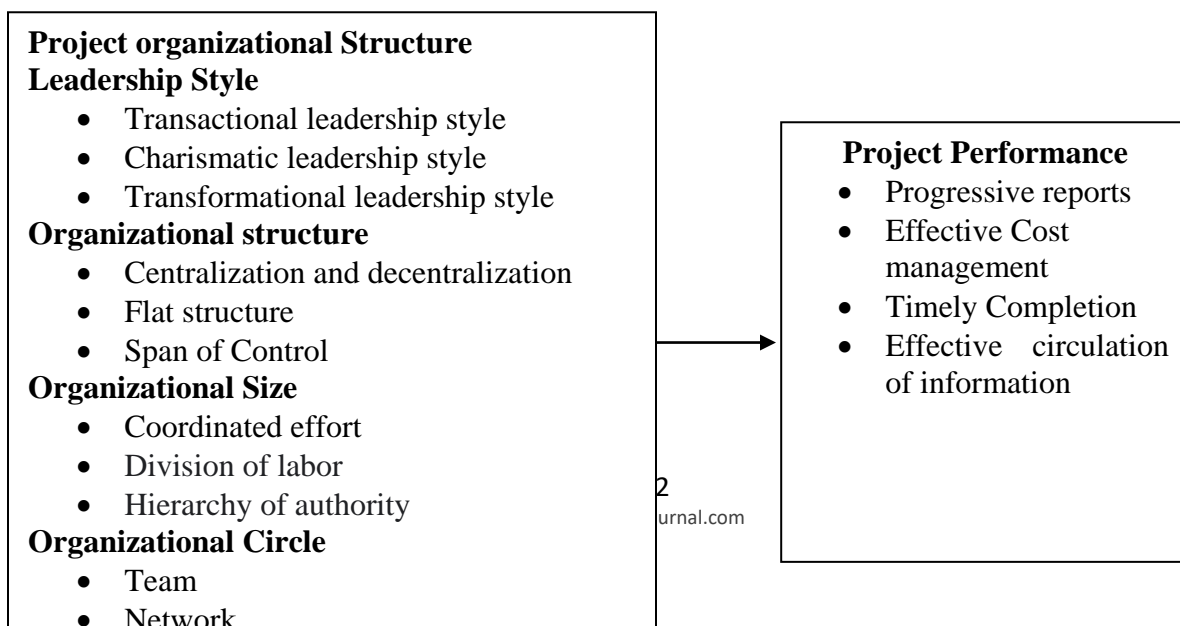 Project organizational Structure
Leadership Style
• Transactional leadership style
• Charismatic leadership style
• Transformational leadership style
Organizational structure
• Centralization and decentralization
• Flat structure
• Span of Control
Organizational Size
• Coordinated effort
• Division of labor
• Hierarchy of authority
Organizational Circle
• Team
• Network
Project Performance
• Progressive reports
• Effective Cost
management
• Timely Completion
• Effective circulation
of information
2
urnal.com